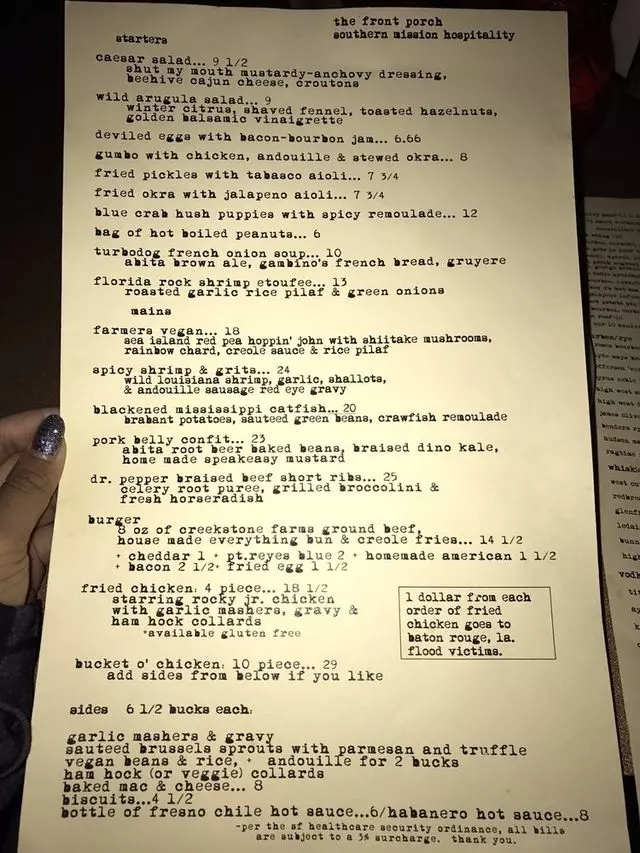 the front porch
southern mission hospitality
starters
caesar salad... 9 1/2
shut my mouth mustardy-anchovy dressing,
beehive cajun cheese, croutons
wild arugula salad... 9
winter citrus, shaved fennel, toasted hazelnuts,
golden balsamic vinaigrette
deviled eggs with bacon-bourbon jam... 6.66
gumbo with chicken, andouille & stewed okra... 8
fried pickles with tabasco aioli... 7 3/4
fried okra with jalapeno aioli... 7 3/4
blue crab hush puppies with spicy remoulade... 12
bag of hot boiled peanuts... 6
turbodog french onion soup... 10
abita brown ale, gambino's french bread, gruyere
florida rock shrimp etoufee... 13
roasted garlic rice pilaf & green onions
mains
farmers vegan... 18
sea island red pea hoppin' john with shiitake mushrooms,
rainbow chard, creole sauce & rice pilaf
spicy shrimp & grits... 24
wild louisiana shrimp, garlic, shallots,
& andouille sausage red eye gravy
blackened mississippi catfish... 20
brabant potatoes, sauteed green beans, crawfish remoulade
pork belly confit... 23
abita root beer baked beans, braised dino kale,
home made speakeasy mustard
dr. pepper braised beef short ribs... 25
celery root puree, grilled broccolini &
fresh horseradish
burger
8 oz of creekstone farms ground beef,
house made everything bun & creole fries... 14 1/2
+ cheddar 1 + pt.reyes blue 2 + homemade american 1 1/2
+ bacon 2 1/2+ fried egg 1 1/2
fried chicken: 4 piece... 18 1/2
starring rocky jr. chicken
with garlic mashers, gravy &
ham hock collards
*available gluten free
1 dollar from each
order of fried
chicken goes to
baton rouge, la.
flood victims.
bucket o' chicken: 10 piece... 29
add sides from below if you like
sides 6 1/2 bucks each:
garlic mashers & gravy
sauteed brussels sprouts with parmesan and truffle
vegan beans & rice, + andouille for 2 bucks
ham hock (or veggie) collards
baked mac & cheese... 8
biscuits...4 1/2
bottle of fresno chile hot sauce...6/habanero hot sauce...8
-per the sf healthcare security ordinance, all bills
are subject to a 3% surcharge. thank you.